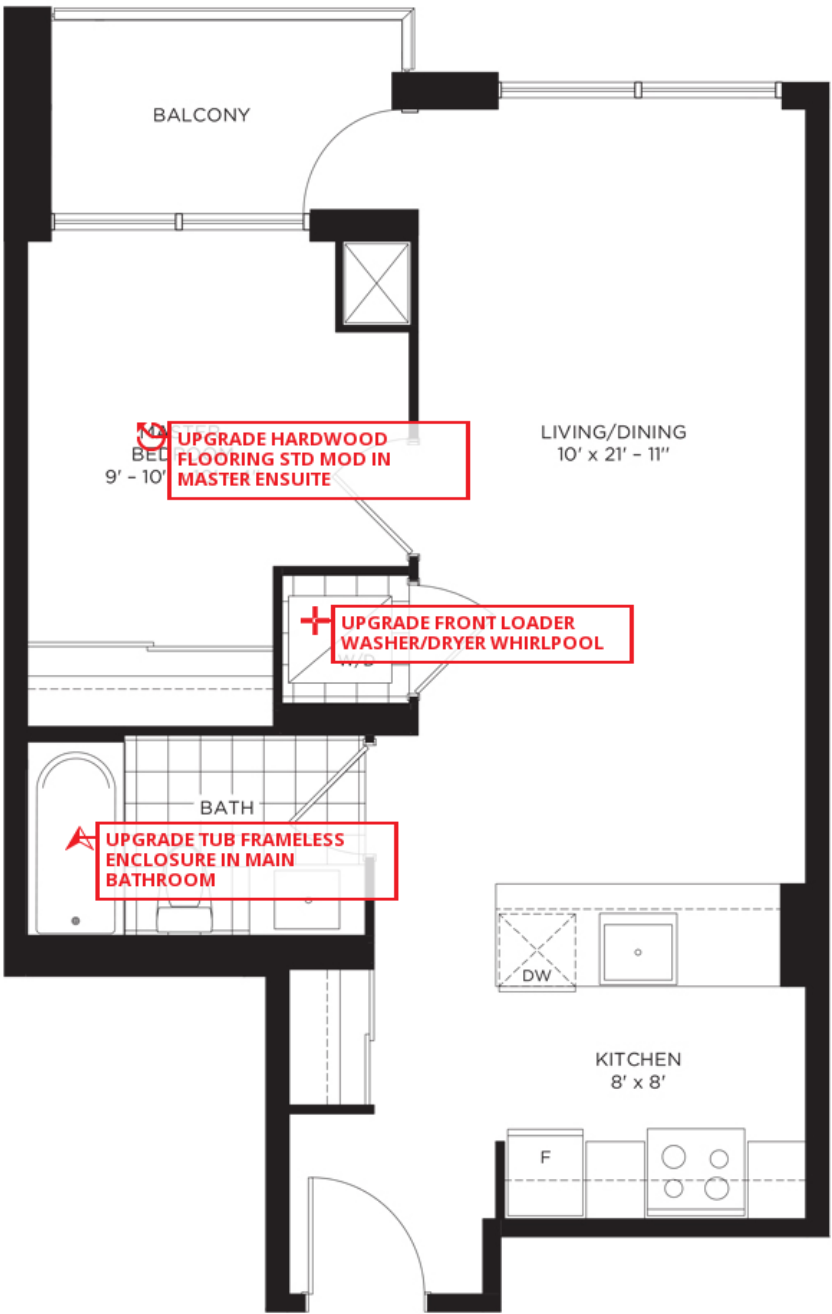 BALCONY
UPGRADE HARDWOOD
FLOORING STD MOD IN
MASTER ENSUITE
9' - 10'
LIVING/DINING
10' x 21' - 11"
UPGRADE FRONT LOADER
WASHER/DRYER WHIRLPOOL
W/D
BATH
UPGRADE TUB FRAMELESS
ENCLOSURE IN MAIN
BATHROOM
DW
KITCHEN
8' x 8'
F